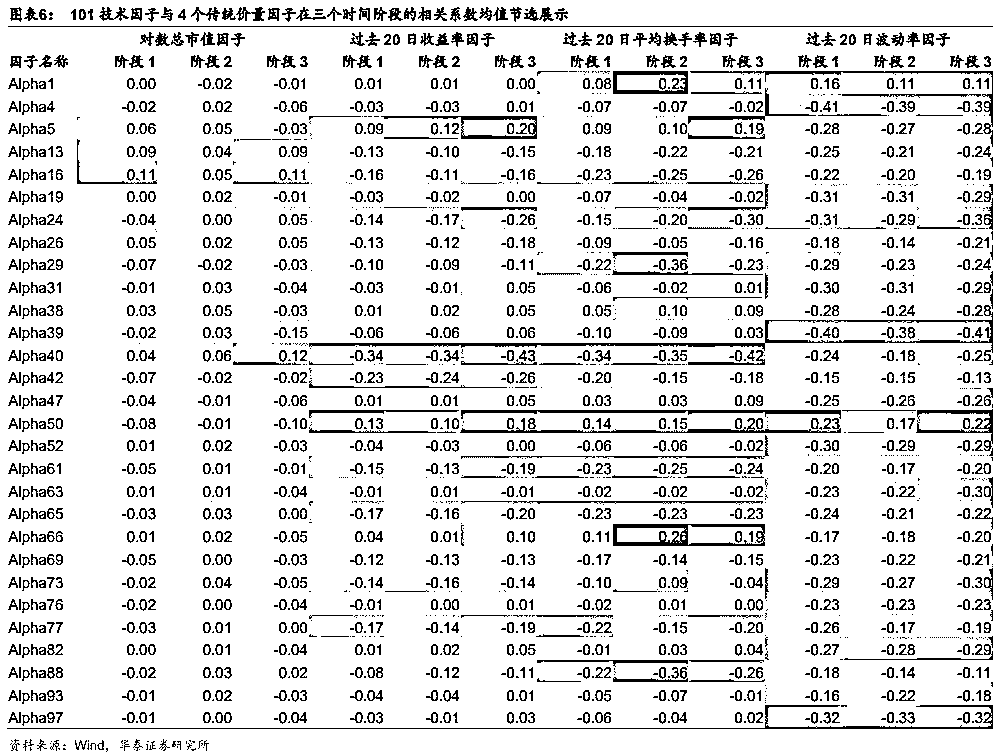 图表6： 101 技术因子与 4 个传统价量因子在三个时间阶段的相关系数均值节选展示
对数总市值因子 过去 20 日收益率因子 过去 20 日平均换手率因子 过去 20 日波动率因子
因子名称 阶段 1 阶段 2 阶段 3 阶段 1 阶段 2 阶段 3 阶段 1 阶段 2 阶段 3 阶段 1 阶段 2 阶段 3
Alpha1 0.00 -0.02 -0.01 0.01 0.01 0.00 0.08 0.23 0.11 0.16 0.11 0.11
Alpha4 -0.02 0.02 -0.06 -0.03 -0.03 0.01 -0.07 -0.07 -0.02 -0.41 -0.39 -0.39
Alpha5 0.06 0.05 -0.03 0.09 0.12 0.20 0.09 0.10 0.19 -0.28 -0.27 -0.28
Alpha13 0.09 0.04 0.09 -0.13 -0.10 -0.15 -0.18 -0.22 -0.21 -0.25 -0.21 -0.24
Alpha16 0.11 0.05 0.11 -0.16 -0.11 -0.16 -0.23 -0.25 -0.26 -0.22 -0.20 -0.19
Alpha19 0.00 0.02 -0.01 -0.03 -0.02 0.00 -0.07 -0.04 -0.02 -0.31 -0.31 -0.29
Alpha24 -0.04 0.00 0.05 -0.14 -0.17 -0.26 -0.15 -0.20 -0.30 -0.31 -0.29 -0.36
Alpha26 0.05 0.02 0.05 -0.13 -0.12 -0.18 -0.09 -0.05 -0.16 -0.18 -0.14 -0.21
Alpha29 -0.07 -0.02 -0.03 -0.10 -0.09 -0.11 -0.22 -0.36 -0.23 -0.29 -0.23 -0.24
Alpha31 -0.01 0.03 -0.04 -0.03 -0.01 0.05 -0.06 -0.02 0.01 -0.30 -0.31 -0.29
Alpha38 0.03 0.05 -0.03 0.01 0.02 0.05 0.05 0.10 0.09 -0.28 -0.24 -0.28
Alpha39 -0.02 0.03 -0.15 -0.06 -0.06 0.06 -0.10 -0.09 0.03 -0.40 -0.38 -0.41
Alpha40 0.04 0.06 0.12 -0.34 -0.34 -0.43 -0.34 -0.35 -0.42 -0.24 -0.18 -0.25
Alpha42 -0.07 -0.02 -0.02 -0.23 -0.24 -0.26 -0.20 -0.15 -0.18 -0.15 -0.15 -0.13
Alpha47 -0.04 -0.01 -0.06 0.01 0.01 0.05 0.03 0.03 0.09 -0.25 -0.26 -0.26
Alpha50 -0.08 -0.01 -0.10 0.13 0.10 0.18 0.14 0.15 0.20 0.23 0.17 0.22
Alpha52 0.01 0.02 -0.03 -0.04 -0.03 0.00 -0.06 -0.06 -0.02 -0.30 -0.29 -0.29
Alpha61 -0.05 0.01 -0.01 -0.15 -0.13 -0.19 -0.23 -0.25 -0.24 -0.20 -0.17 -0.20
Alpha63 0.01 0.01 -0.04 -0.01 0.01 -0.01 -0.02 -0.02 -0.02 -0.23 -0.22 -0.30
Alpha65 -0.03 0.03 0.00 -0.17 -0.16 -0.20 -0.23 -0.23 -0.23 -0.24 -0.21 -0.22
Alpha66 0.01 0.02 -0.05 0.04 0.01 0.10 0.11 0.26 0.19 -0.17 -0.18 -0.20
Alpha69 -0.05 0.00 -0.03 -0.12 -0.13 -0.13 -0.17 -0.14 -0.15 -0.23 -0.22 -0.21
Alpha73 -0.02 0.04 -0.05 -0.14 -0.16 -0.14 -0.10 0.09 -0.04 -0.29 -0.27 -0.30
Alpha76 -0.02 0.00 -0.04 -0.01 0.00 0.01 -0.02 0.01 0.00 -0.23 -0.23 -0.23
Alpha77 -0.03 0.01 0.00 -0.17 -0.14 -0.19 -0.22 -0.15 -0.20 -0.26 -0.17 -0.19
Alpha82 0.00 0.01 -0.04 0.01 0.02 0.05 -0.01 0.03 0.04 -0.27 -0.28 -0.29
Alpha88 -0.02 0.03 0.02 -0.08 -0.12 -0.11 -0.22 -0.36 -0.26 -0.18 -0.14 -0.11
Alpha93 -0.01 0.02 -0.03 -0.04 -0.04 0.01 -0.05 -0.07 -0.01 -0.16 -0.22 -0.18
Alpha97 -0.01 0.00 -0.04 -0.03 -0.01 0.03 -0.06 -0.04 0.02 -0.32 -0.33 -0.32
资料来源：Wind，华泰证券研究所